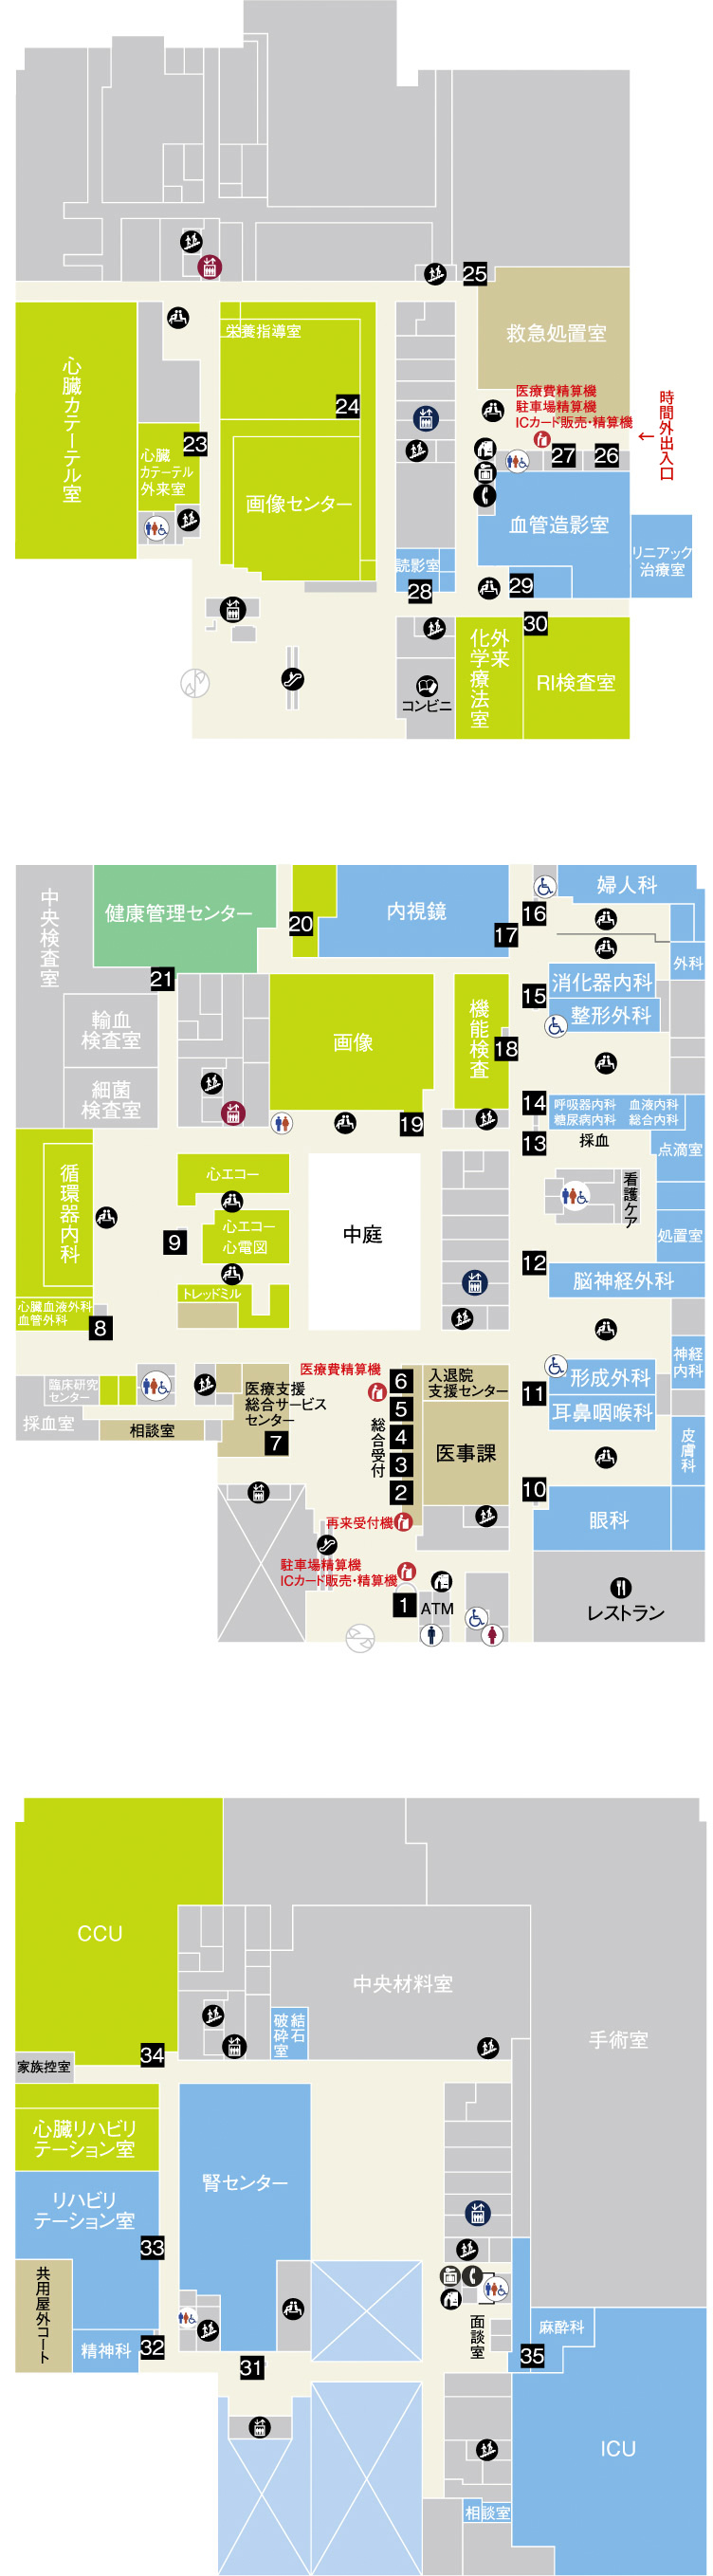 25
栄養指導室
救急処置室
心臓カテーテル室
24
医療費精算機
駐車場精算機
ICカード販売・精算機
時間外出入口
←
23
心臓
カテーテル
外来室
27
26
画像センター
血管造影室
リニアック
治療室
読影室
28
29
30
外来
化学療法室
RI検査室
コンビニ
中央検査室
健康管理センター
20
内視鏡
17
婦人科
16
外科
21
消化器内科
15
整形外科
輸血
検査室
画像
機能検査
18
細菌
検査室
19
14
呼吸器内科 血液内科
糖尿病内科 総合内科
13
採血
点滴室
循環器内科
心エコー
看護ケア
9
心エコー
心電図
中庭
処置室
12
脳神経外科
トレッドミル
心臓血液外科
血管外科
8
神経
内科
医療費精算機
6
入退院
支援センター
形成外科
臨床研究
センター
医療支援
総合サービス
センター
5
11
耳鼻咽喉科
採血室
相談室
7
総合受付
4
3
2
医事課
皮膚科
10
眼科
再来受付機
駐車場精算機
ICカード販売・精算機
1
ATM
レストラン
CCU
中央材料室
結石
破砕室
手術室
34
家族控室
心臓リハビリ
テーション室
腎センター
リハビリ
テーション室
33
共用屋外コート
精神科
32
31
面談室
麻酔科
35
ICU
相談室